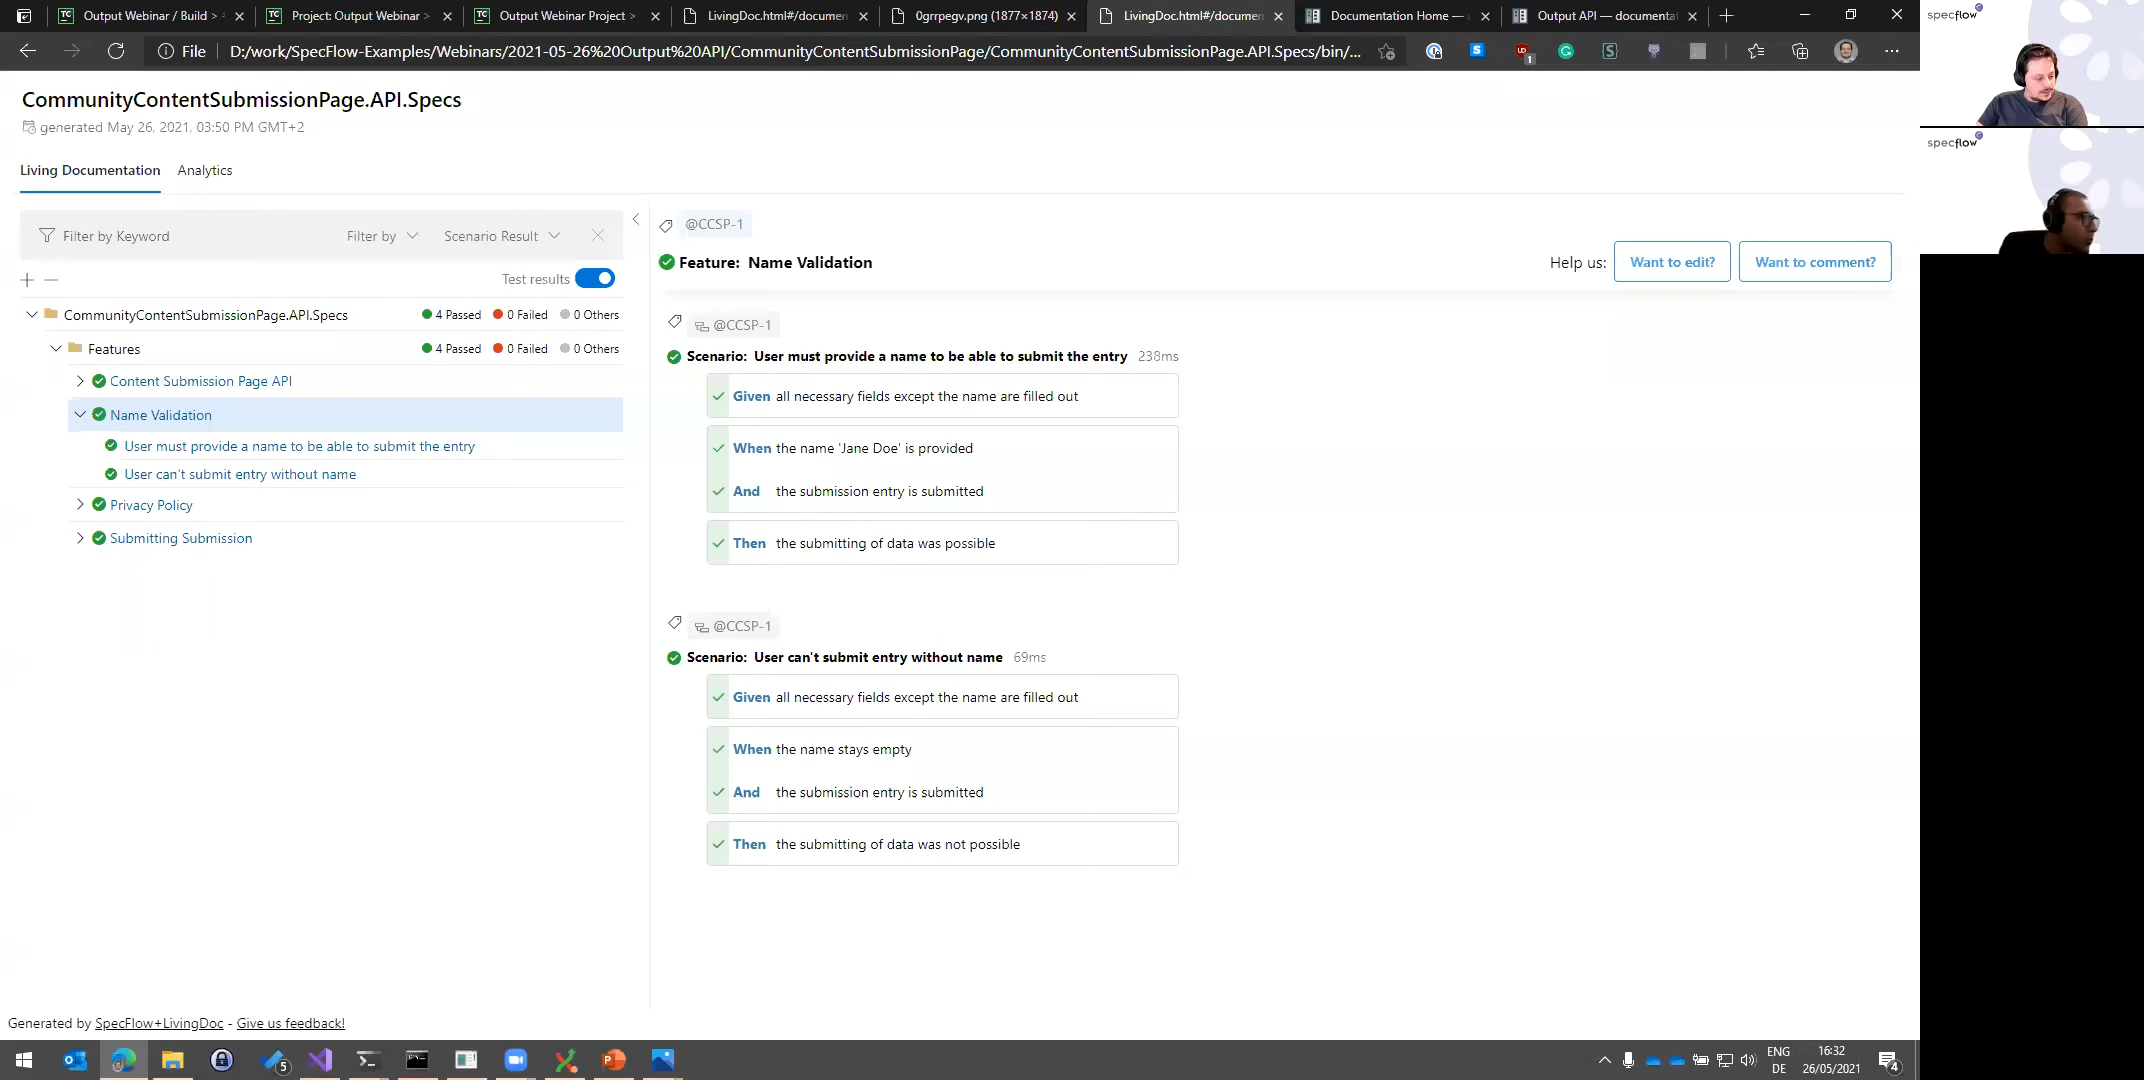 Output Webinar / Build >
Project: Output Webinar >
Output Webinar Project >
LivingDoc.html#/documen
0grrpegv.png (1877×1874)
LivingDoc.html#/documen
Documentation Home —
Output API — documenta
File
D:/work/SpecFlow-Examples/Webinars/2021-05-26%20Output%20API/CommunityContentSubmissionPage/CommunityContentSubmissionPage.API.Specs/bin/...
1
specflow
specflow
CommunityContentSubmissionPage.API.Specs
generated May 26, 2021, 03:50 PM GMT+2
Living Documentation
Analytics
Filter by Keyword
Filter by
Scenario Result
Test results
CommunityContentSubmissionPage.API.Specs
4 Passed
0 Failed
0 Others
Features
4 Passed
0 Failed
0 Others
Content Submission Page API
Name Validation
User must provide a name to be able to submit the entry
User can't submit entry without name
Privacy Policy
Submitting Submission
@CCSP-1
Feature: Name Validation
Help us:
Want to edit?
Want to comment?
@CCSP-1
Scenario: User must provide a name to be able to submit the entry 238ms
Given all necessary fields except the name are filled out
When the name 'Jane Doe' is provided
And the submission entry is submitted
Then the submitting of data was possible
@CCSP-1
Scenario: User can't submit entry without name 69ms
Given all necessary fields except the name are filled out
When the name stays empty
And the submission entry is submitted
Then the submitting of data was not possible
Generated by SpecFlow+LivingDoc - Give us feedback!
5
ENG
DE
16:32
26/05/2021
4